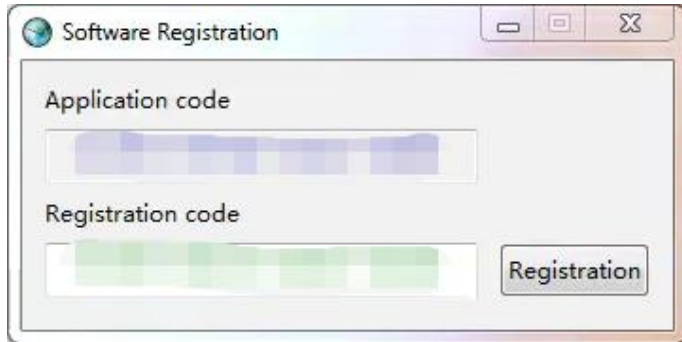 Software Registration
Application code
Registration code
Registration